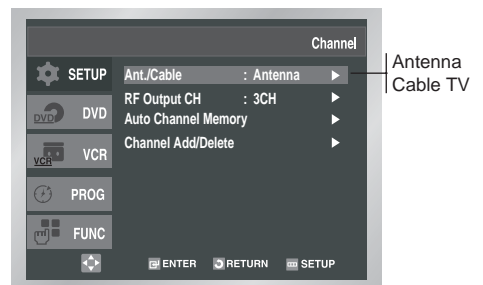 Channel
SETUP
DVD DVD
VCR VCR
PROG
FUNC
Ant./Cable : Antenna
RF Output CH : 3CH
Auto Channel Memory
Channel Add/Delete
ENTER RETURN SETUP
Antenna
Cable TV